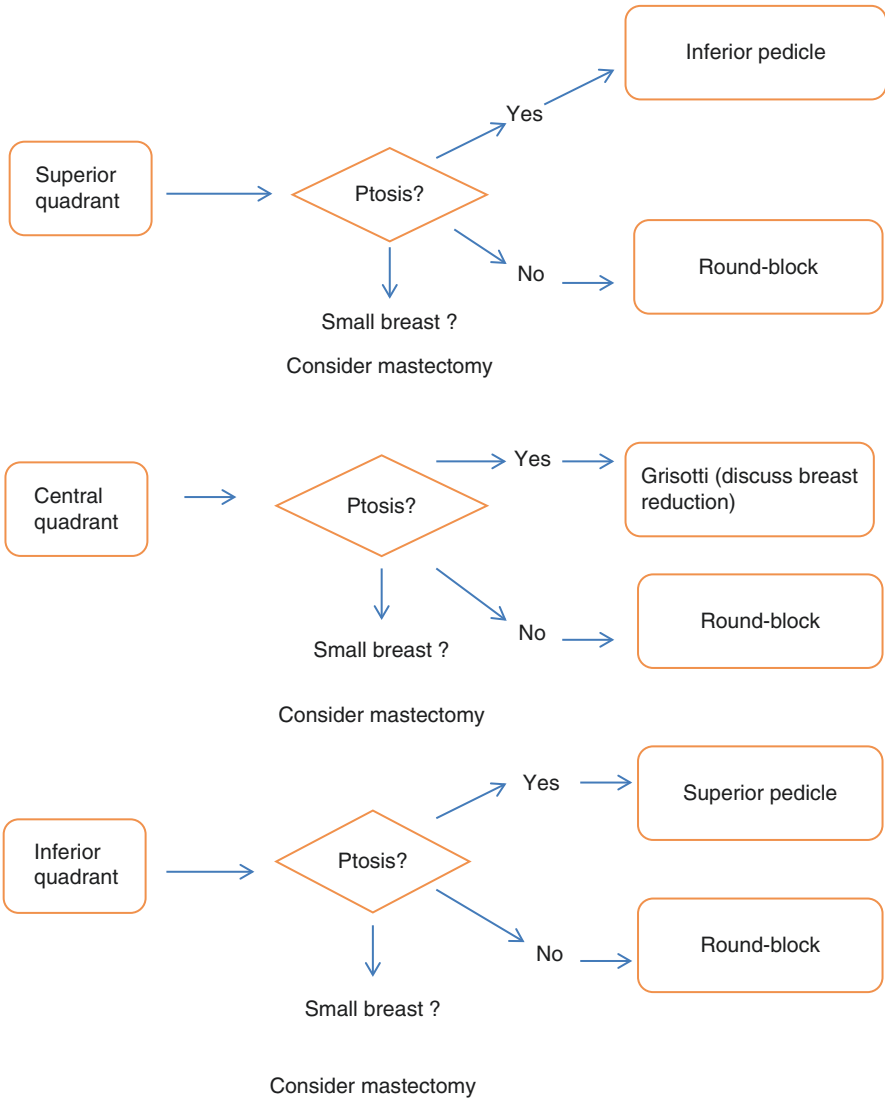 Inferior pedicle
Yes
Superior
quadrant
Ptosis?
No
Round-block
Small breast ?
Consider mastectomy
Yes
Grisotti (discuss breast
reduction)
Central
quadrant
Ptosis?
No
Round-block
Small breast ?
Consider mastectomy
Yes
Superior pedicle
Inferior
quadrant
Ptosis?
No
Round-block
Small breast ?
Consider mastectomy